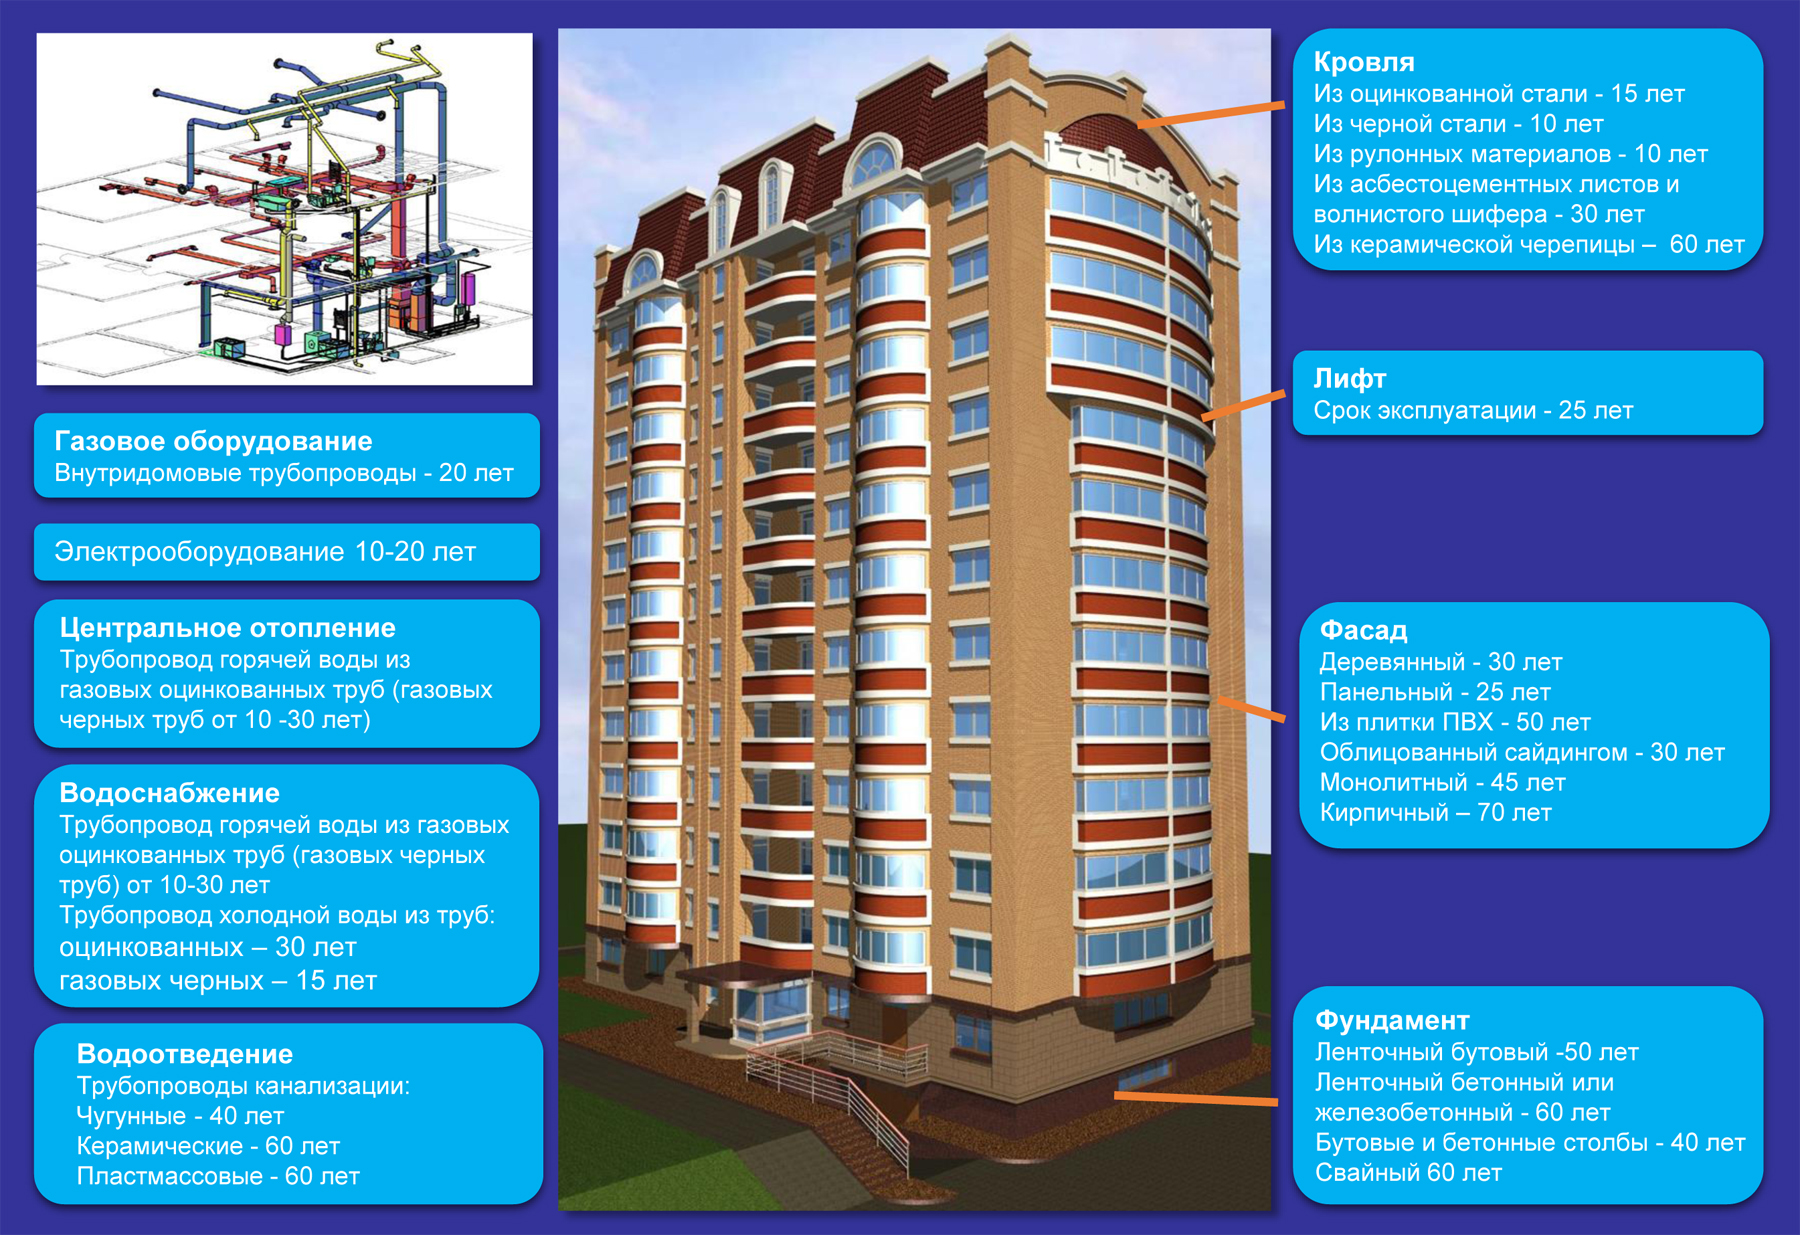 Газовое оборудование
Внутридомовые трубопроводы - 20 лет
Электрооборудование 10-20 лет
Центральное отопление
Трубопровод горячей воды из
газовых оцинкованных труб (газовых
черных труб от 10 -30 лет)
Водоснабжение
Трубопровод горячей воды из газовых
оцинкованных труб (газовых черных
труб) от 10-30 лет
Трубопровод холодной воды из труб:
оцинкованных – 30 лет
газовых черных – 15 лет
Водоотведение
Трубопроводы канализации:
Чугунные - 40 лет
Керамические - 60 лет
Пластмассовые - 60 лет
Кровля
Из оцинкованной стали - 15 лет
Из черной стали - 10 лет
Из рулонных материалов - 10 лет
Из асбестоцементных листов и
волнистого шифера - 30 лет
Из керамической черепицы – 60 лет
Лифт
Срок эксплуатации - 25 лет
Фасад
Деревянный - 30 лет
Панельный - 25 лет
Из плитки ПВХ - 50 лет
Облицованный сайдингом - 30 лет
Монолитный - 45 лет
Кирпичный – 70 лет
Фундамент
Ленточный бутовый -50 лет
Ленточный бетонный или
железобетонный - 60 лет
Бутовые и бетонные столбы - 40 лет
Свайный 60 лет